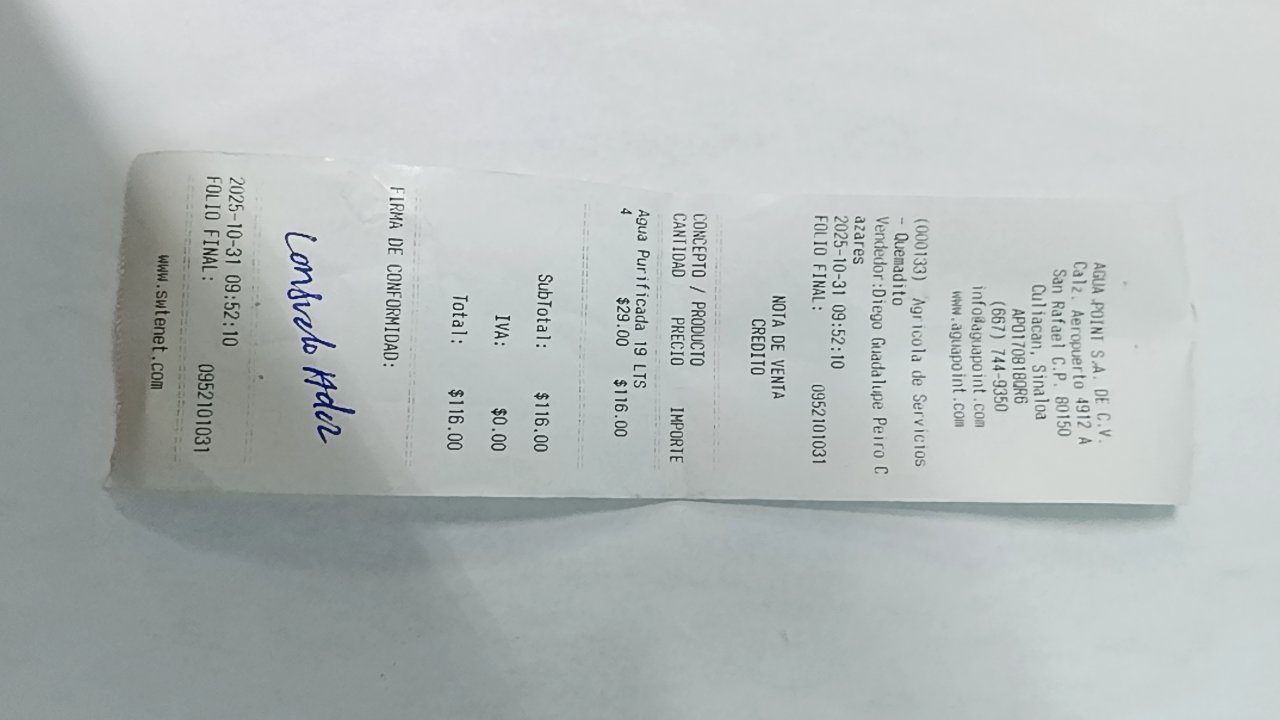 AGUA POINT S.A. DE C.V.
Calz. Aeropuerto 4912 A
San Rafael C.P. 80150
Culiacan, Sinaloa
APO170818QR6
(667) 744-9350
info@aguapoint.com
www.aguapoint.com
(000133) Agricola de Servicios
- Quemadito
Vendedor:Diego Guadalupe Peiro C
azares
2025-10-31 09:52:10
FOLIO FINAL: 0952101031
NOTA DE VENTA
CREDITO
CONCEPTO / PRODUCTO
CANTIDAD PRECIO IMPORTE
Agua Purificada 19 LTS
4 $29.00 $116.00
SubTotal: $116.00
IVA: $0.00
Total: $116.00
FIRMA DE CONFORMIDAD:
2025-10-31 09:52:10
FOLIO FINAL: 0952101031
www.swtenet.com